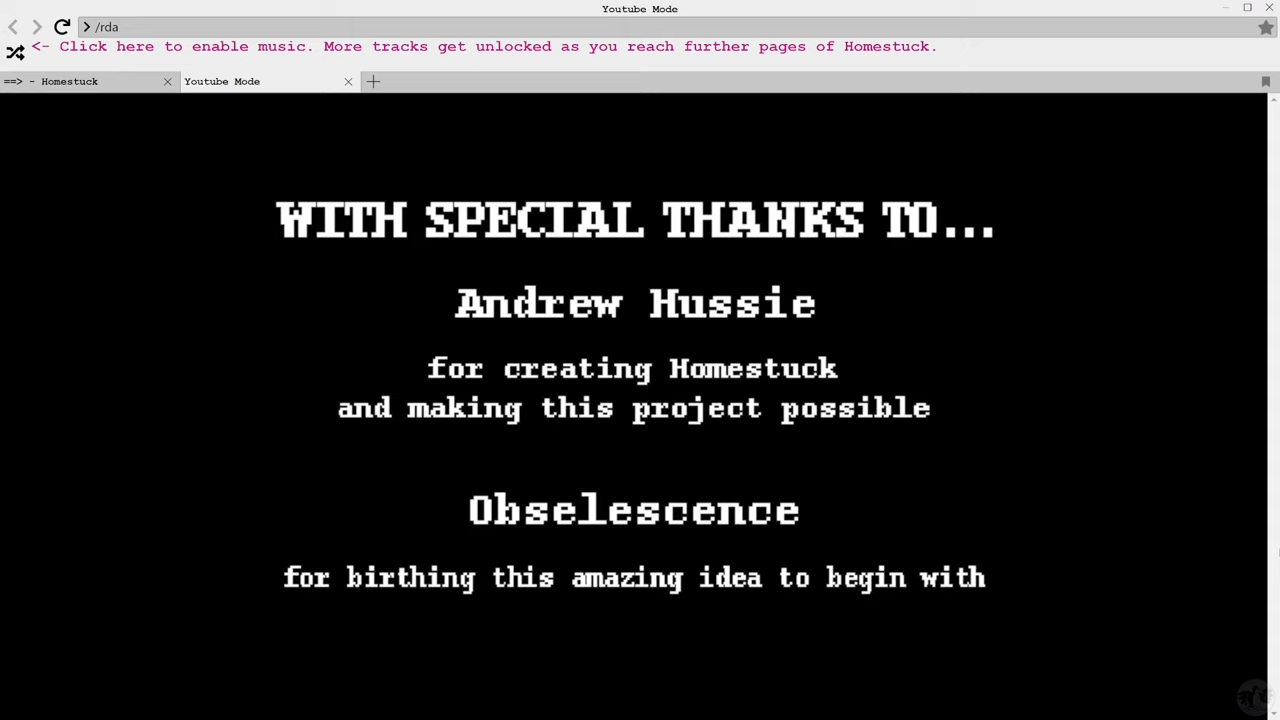 Youtube Mode
/rda
<- Click here to enable music. More tracks get unlocked as you reach further pages of Homestuck.
==> - Homestuck
Youtube Mode
WITH SPECIAL THANKS TO...
Andrew Hussie
for creating Homestuck
and making this project possible
Obselescence
for birthing this amazing idea to begin with